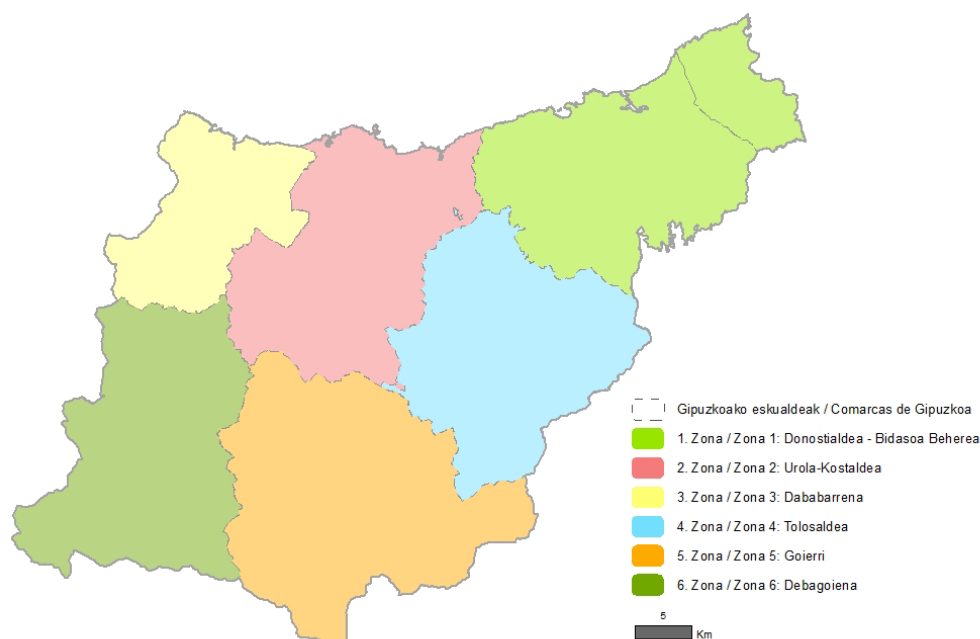 Gipuzkoako eskualdeak / Comarcas de Gipuzkoa
1. Zona / Zona 1: Donostialdea - Bidasoa Beherea
2. Zona / Zona 2: Urola-Kostaldea
3. Zona / Zona 3: Dababarrena
4. Zona / Zona 4: Tolosaldea
5. Zona / Zona 5: Goierri
6. Zona / Zona 6: Debagoiena
5
Km